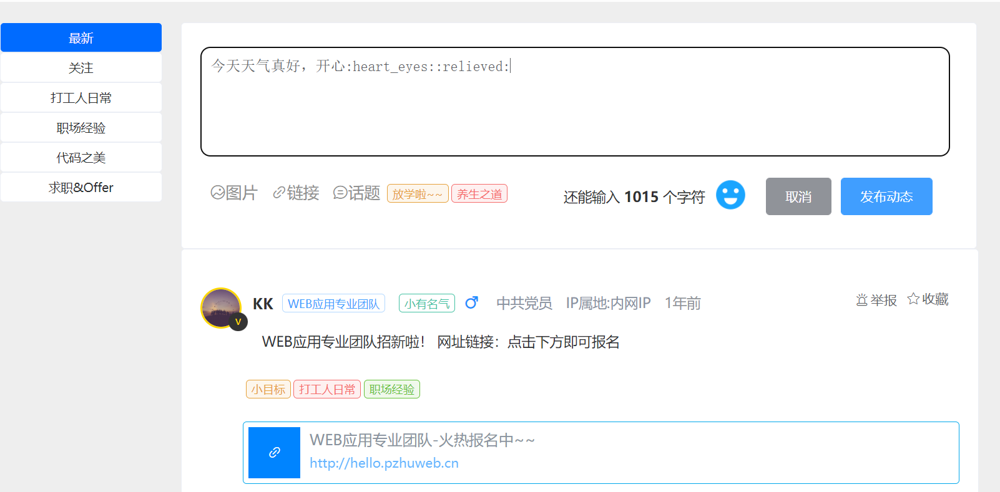 最新
关注
打工人日常
职场经验
代码之美
求职&Offer
今天天气真好，开心:heart_eyes::relieved:
图片 链接 话题 放学啦~~ 养生之道 还能输入 1015 个字符 取消 发布动态
KK WEB应用专业团队 小有名气 中共党员 IP属地:内网IP 1年前 举报 收藏
V
WEB应用专业团队招新啦！ 网址链接：点击下方即可报名
小目标 打工人日常 职场经验
WEB应用专业团队-火热报名中~~
http://hello.pzhuweb.cn